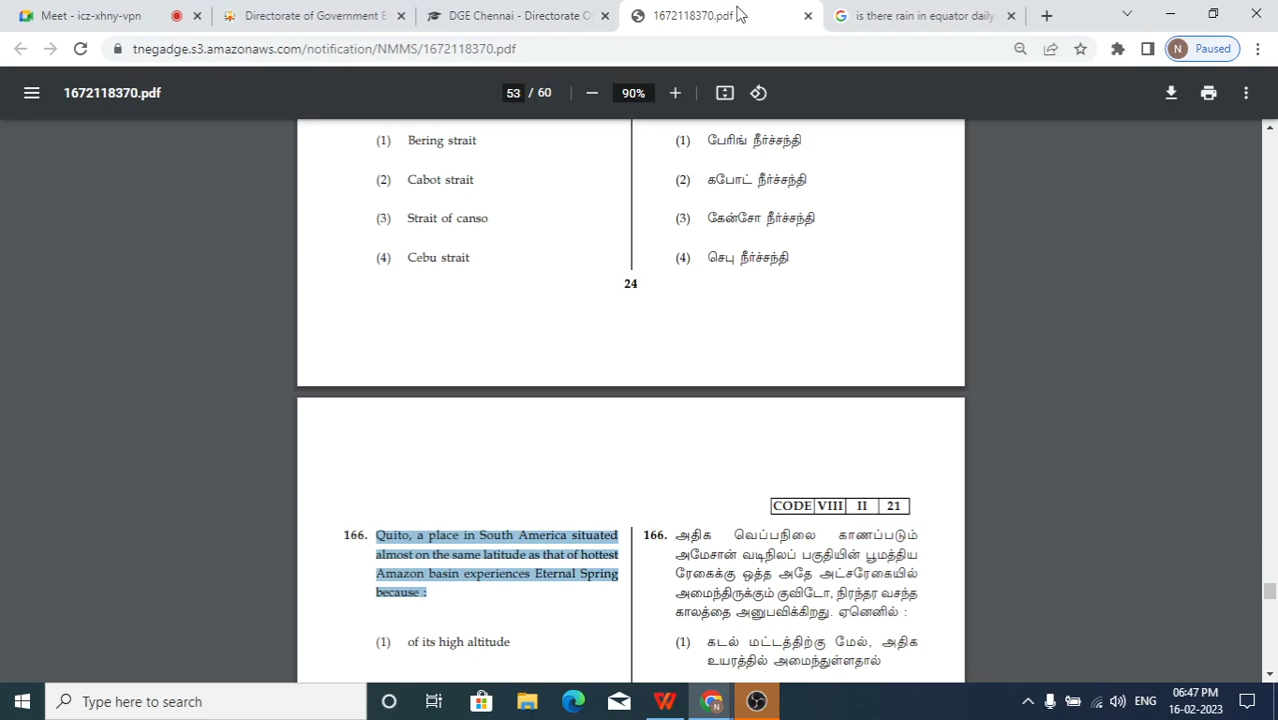 Meet - icz-xhny-vpn
Directorate of Government E
DGE Chennai - Directorate O
1672118370.pdf
is there rain in equator daily
tnegadge.s3.amazonaws.com/notification/NMMS/1672118370.pdf
N Paused
1672118370.pdf
53 / 60
90%
(1) Bering strait
(1) பேரிங் நீர்ச்சந்தி
(2) Cabot strait
(2) கபோட் நீர்ச்சந்தி
(3) Strait of canso
(3) கேன்சோ நீர்ச்சந்தி
(4) Cebu strait
(4) செபு நீர்ச்சந்தி
24
CODE VIII II 21
166. Quito, a place in South America situated
almost on the same latitude as that of hottest
Amazon basin experiences Eternal Spring
because :
(1) of its high altitude
166. அதிக வெப்பநிலை காணப்படும்
அமேசான் வடிநிலப் பகுதியின் பூமத்திய
ரேகைக்கு ஒத்த அதே அட்சரேகையில்
அமைந்திருக்கும் குவிடோ, நிரந்தர வசந்த
காலத்தை அனுபவிக்கிறது. ஏனெனில் :
(1) கடல் மட்டத்திற்கு மேல், அதிக
உயரத்தில் அமைந்துள்ளதால்
Type here to search
ENG
06:47 PM
16-02-2023